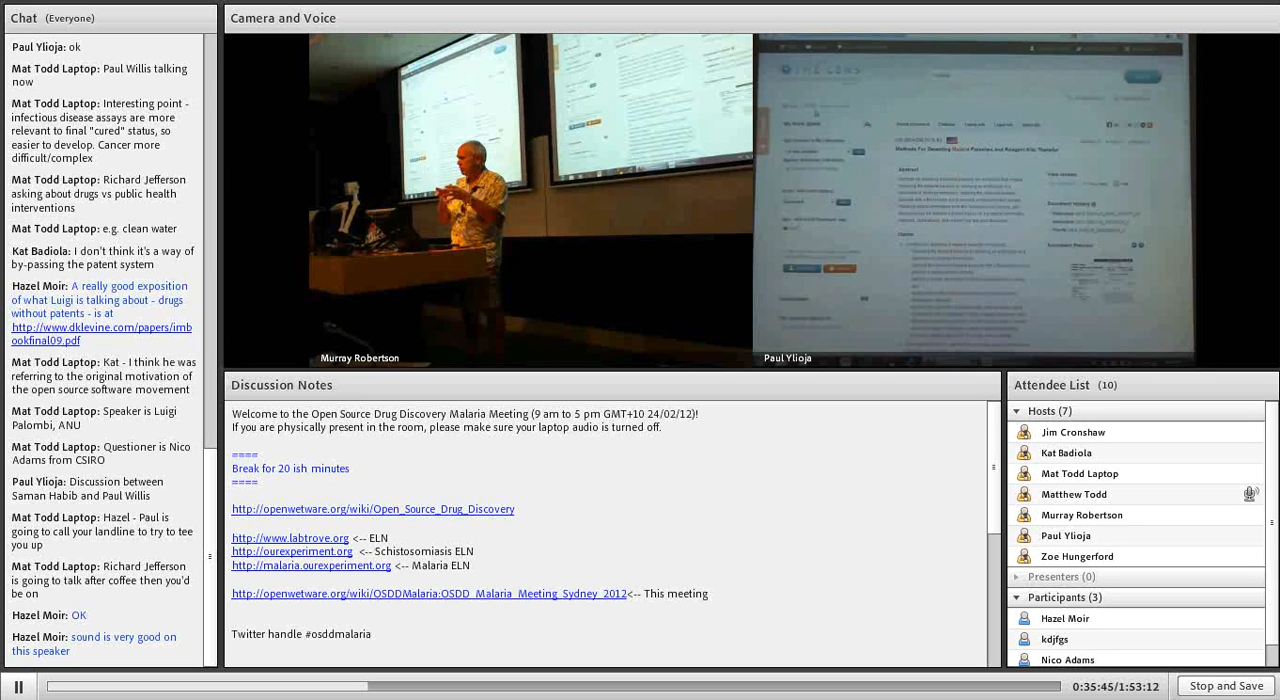 Chat (Everyone)
Paul Ylioja: ok
Mat Todd Laptop: Paul Willis talking
now
Mat Todd Laptop: Interesting point -
infectious disease assays are more
relevant to final "cured" status, so
easier to develop. Cancer more
difficult/complex
Mat Todd Laptop: Richard Jefferson
asking about drugs vs public health
interventions
Mat Todd Laptop: e.g. clean water
Kat Badiola: I don't think it's a way of
by-passing the patent system
Hazel Moir: A really good exposition
of what Luigi is talking about - drugs
without patents - is at
http://www.dklevine.com/papers/imb
ookfinal09.pdf
Mat Todd Laptop: Kat - I think he was
referring to the original motivation of
the open source software movement
Mat Todd Laptop: Speaker is Luigi
Palombi, ANU
Mat Todd Laptop: Questioner is Nico
Adams from CSIRO
Paul Ylioja: Discussion between
Saman Habib and Paul Willis
Mat Todd Laptop: Hazel - Paul is
going to call your landline to try to tee
you up
Mat Todd Laptop: Richard Jefferson
is going to talk after coffee then you'd
be on
Hazel Moir: OK
Hazel Moir: sound is very good on
this speaker
Camera and Voice
Methods For Detecting Malaria Parasites And Reagent Kits Therefor
Abstract
Claims
Murray Robertson
Paul Ylioja
Discussion Notes
Welcome to the Open Source Drug Discovery Malaria Meeting (9 am to 5 pm GMT+10 24/02/12)!
If you are physically present in the room, please make sure your laptop audio is turned off.
====
Break for 20 ish minutes
====
http://openwetware.org/wiki/Open_Source_Drug_Discovery
http://www.labtrove.org <-- ELN
http://ourexperiment.org <-- Schistosomiasis ELN
http://malaria.ourexperiment.org <-- Malaria ELN
http://openwetware.org/wiki/OSDDMalaria:OSDD_Malaria_Meeting_Sydney_2012<-- This meeting
Twitter handle #osddmalaria
Attendee List (10)
Hosts (7)
Jim Cronshaw
Kat Badiola
Mat Todd Laptop
Matthew Todd
Murray Robertson
Paul Ylioja
Zoe Hungerford
Presenters (0)
Participants (3)
Hazel Moir
kdjfgs
Nico Adams
0:35:45/1:53:12
Stop and Save